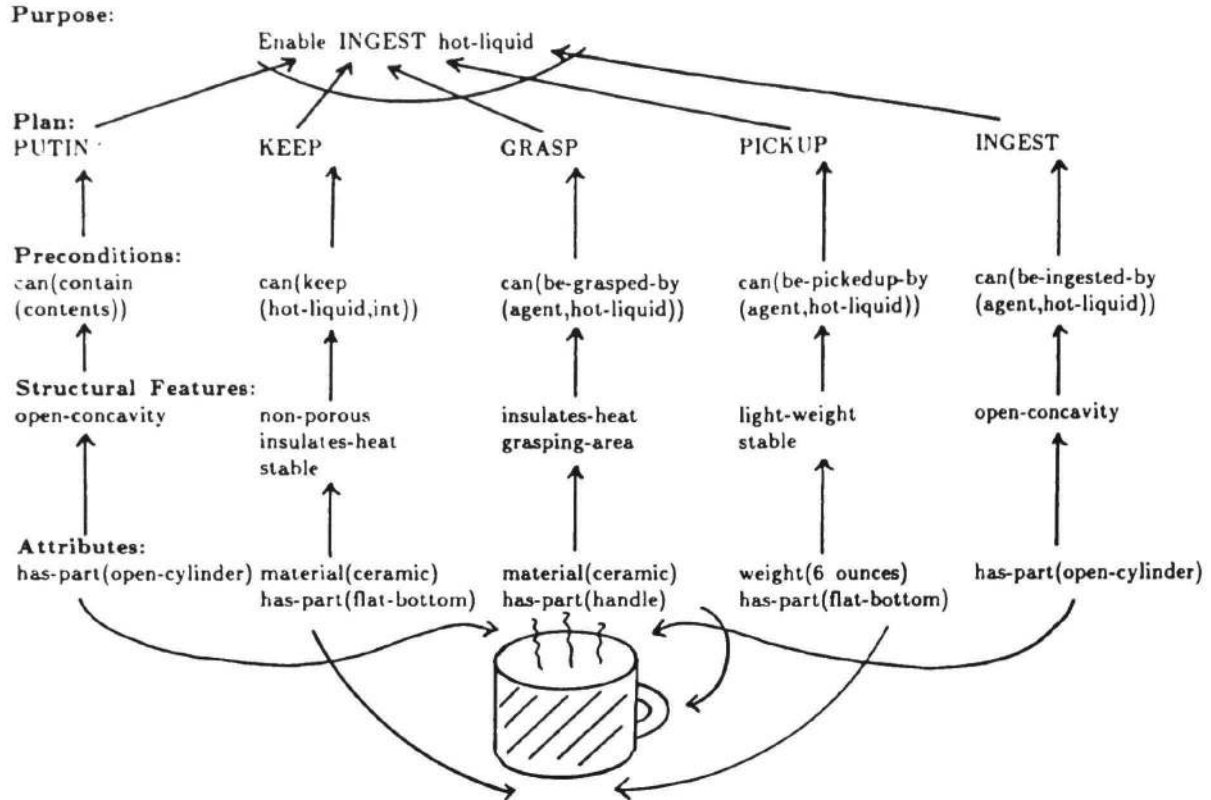 Purpose:
Enable INGEST hot-liquid
Plan:
PUTIN KEEP GRASP PICKUP INGEST
Preconditions:
can(contain can(keep can(be-grasped-by can(be-pickedup-by can(be-ingested-by
(contents)) (hot-liquid,int)) (agent,hot-liquid)) (agent,hot-liquid)) (agent,hot-liquid))
Structural Features:
open-concavity non-porous insulates-heat light-weight open-concavity
insulates-heat grasping-area stable
stable
Attributes:
has-part(open-cylinder) material(ceramic) material(ceramic) weight(6 ounces) has-part(open-cylinder)
has-part(flat-bottom) has-part(handle) has-part(flat-bottom)